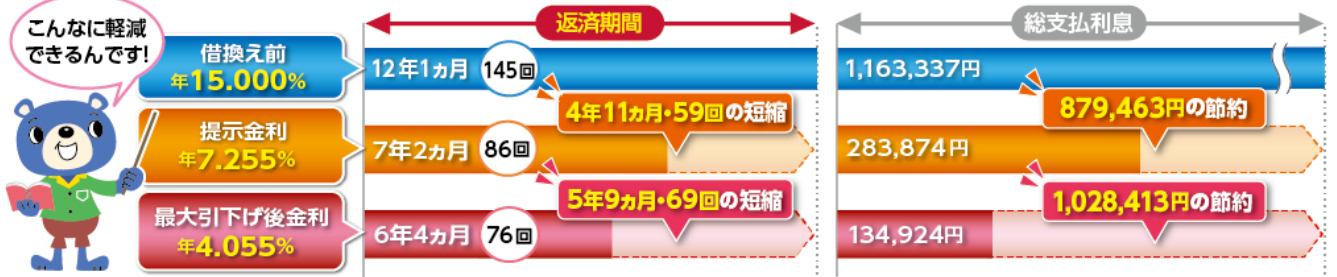 こんなに軽減
できるんです!
返済期間
総支払利息
借換え前
年15.000%
12年1ヵ月 145回
1,163,337円
4年11ヵ月・59回の短縮
879,463円の節約
提示金利
年7.255%
7年2ヵ月 86回
283,874円
5年9ヵ月・69回の短縮
1,028,413円の節約
最大引下げ後金利
年4.055%
6年4ヵ月 76回
134,924円